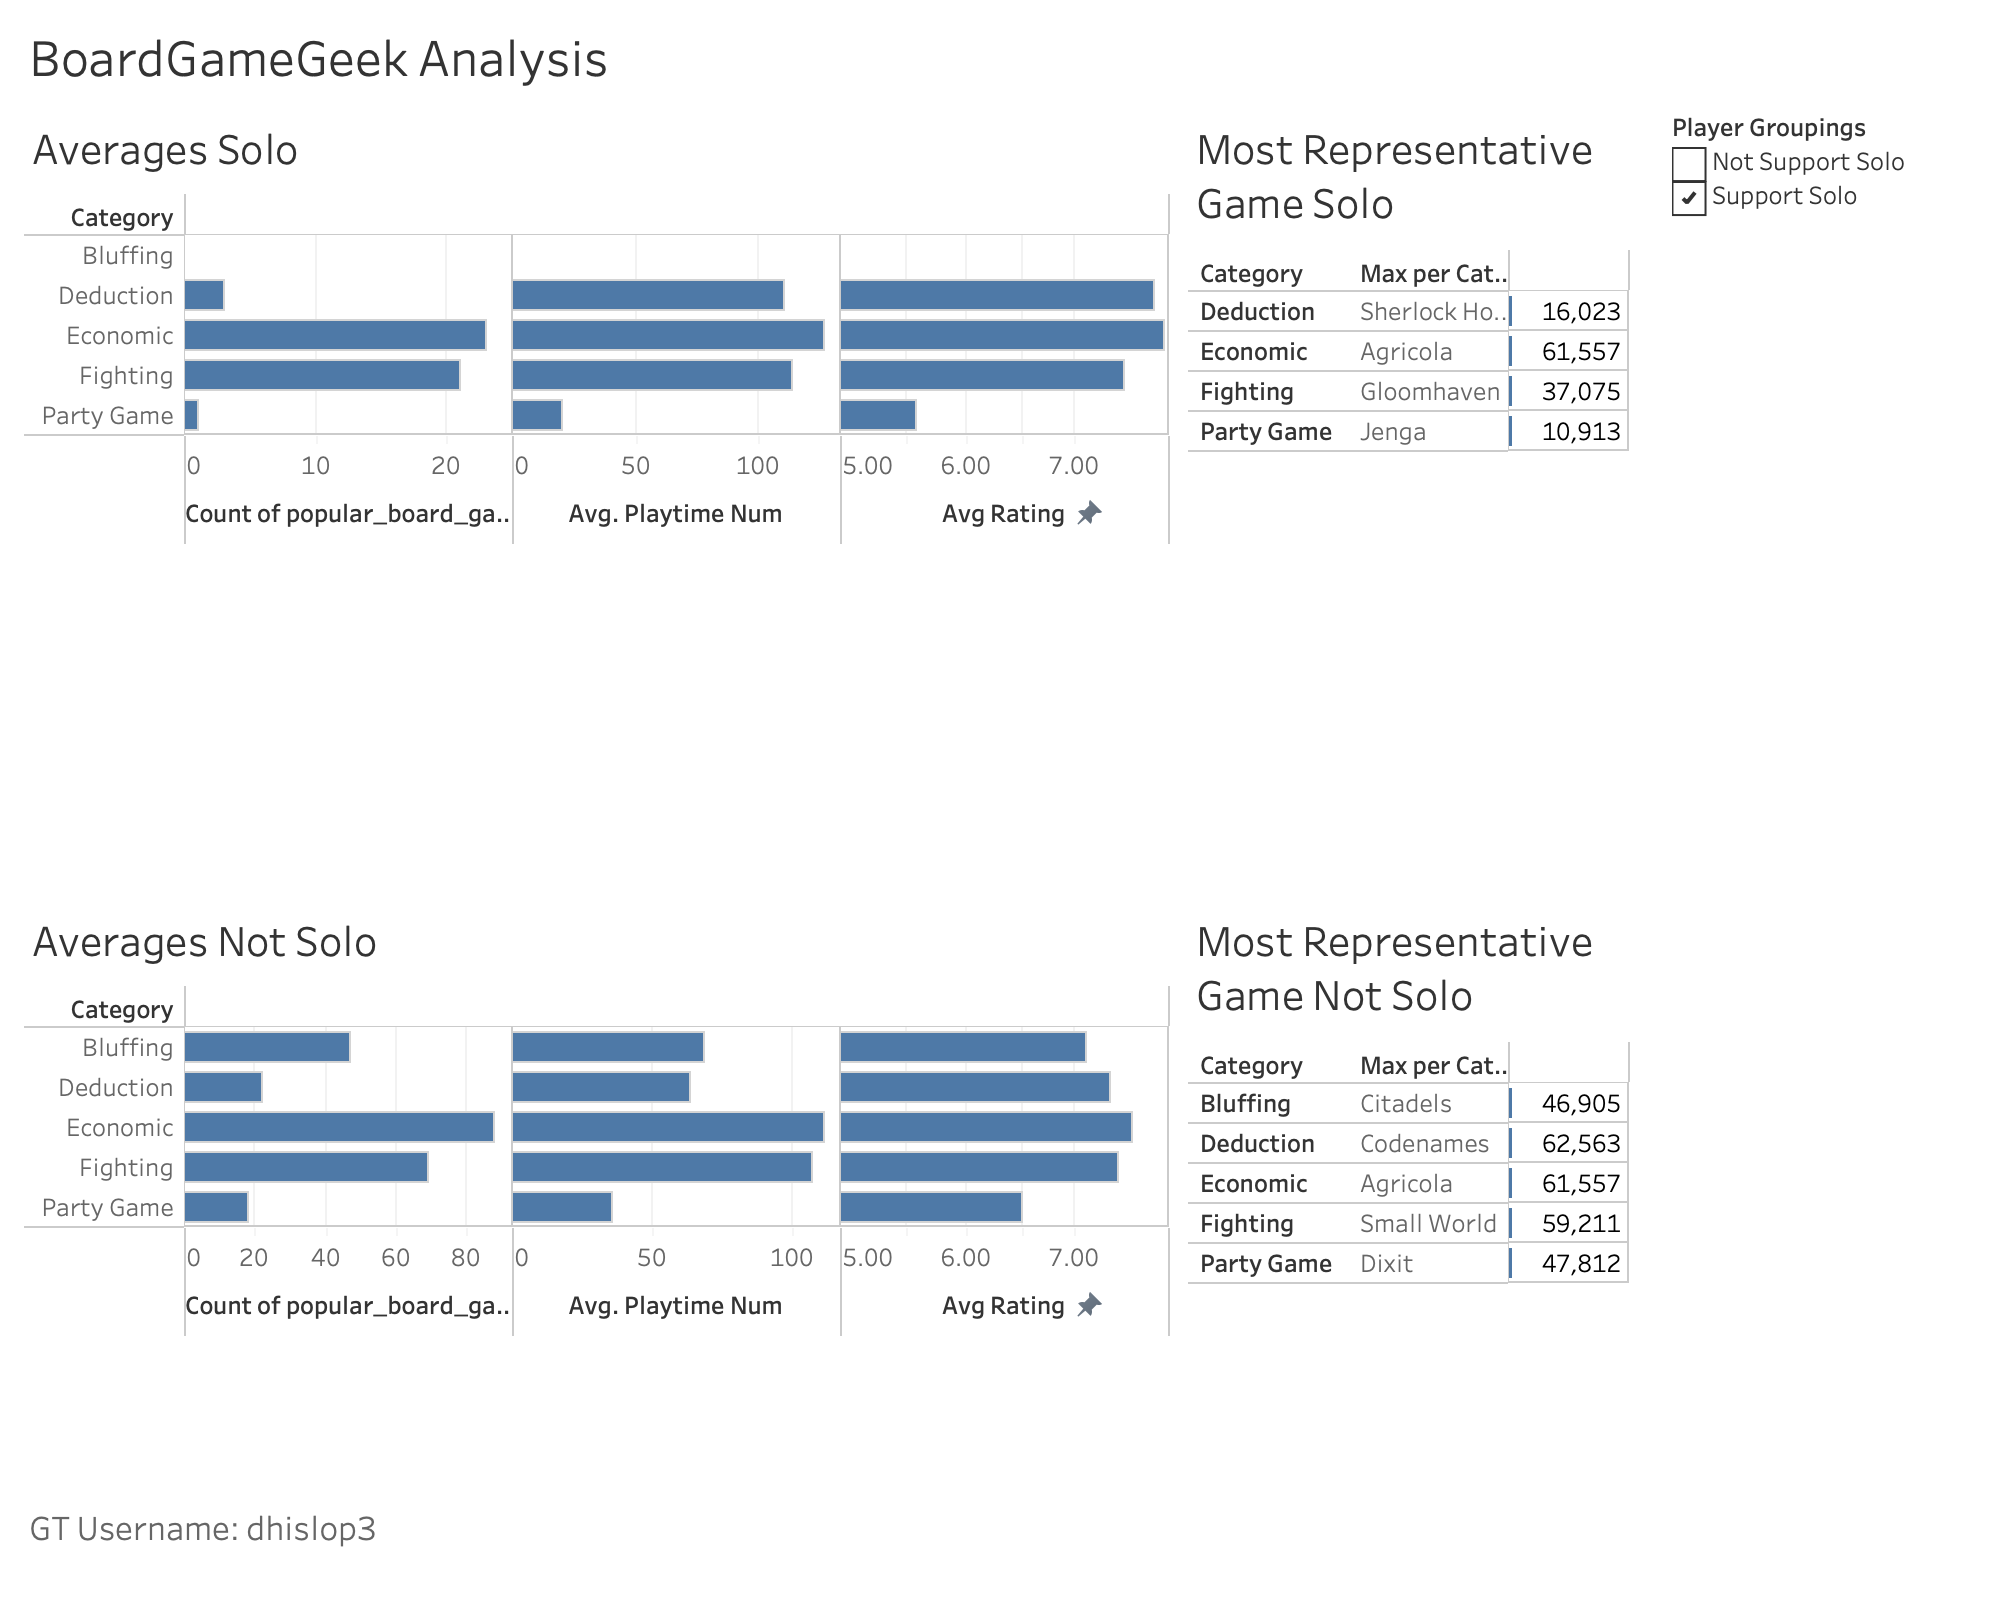 BoardGameGeek Analysis
Averages Solo
Category
Bluffing
Deduction
Economic
Fighting
Party Game
0 10 20 0 50 100 5.00 6.00 7.00
Count of popular_board_ga.. Avg. Playtime Num Avg Rating
Most Representative
Game Solo
Category Max per Cat..
Deduction Sherlock Ho.. 16,023
Economic Agricola 61,557
Fighting Gloomhaven 37,075
Party Game Jenga 10,913
Player Groupings
Not Support Solo
Support Solo
Averages Not Solo
Category
Bluffing
Deduction
Economic
Fighting
Party Game
0 20 40 60 80 0 50 100 5.00 6.00 7.00
Count of popular_board_ga.. Avg. Playtime Num Avg Rating
Most Representative
Game Not Solo
Category Max per Cat..
Bluffing Citadels 46,905
Deduction Codenames 62,563
Economic Agricola 61,557
Fighting Small World 59,211
Party Game Dixit 47,812
GT Username: dhislop3